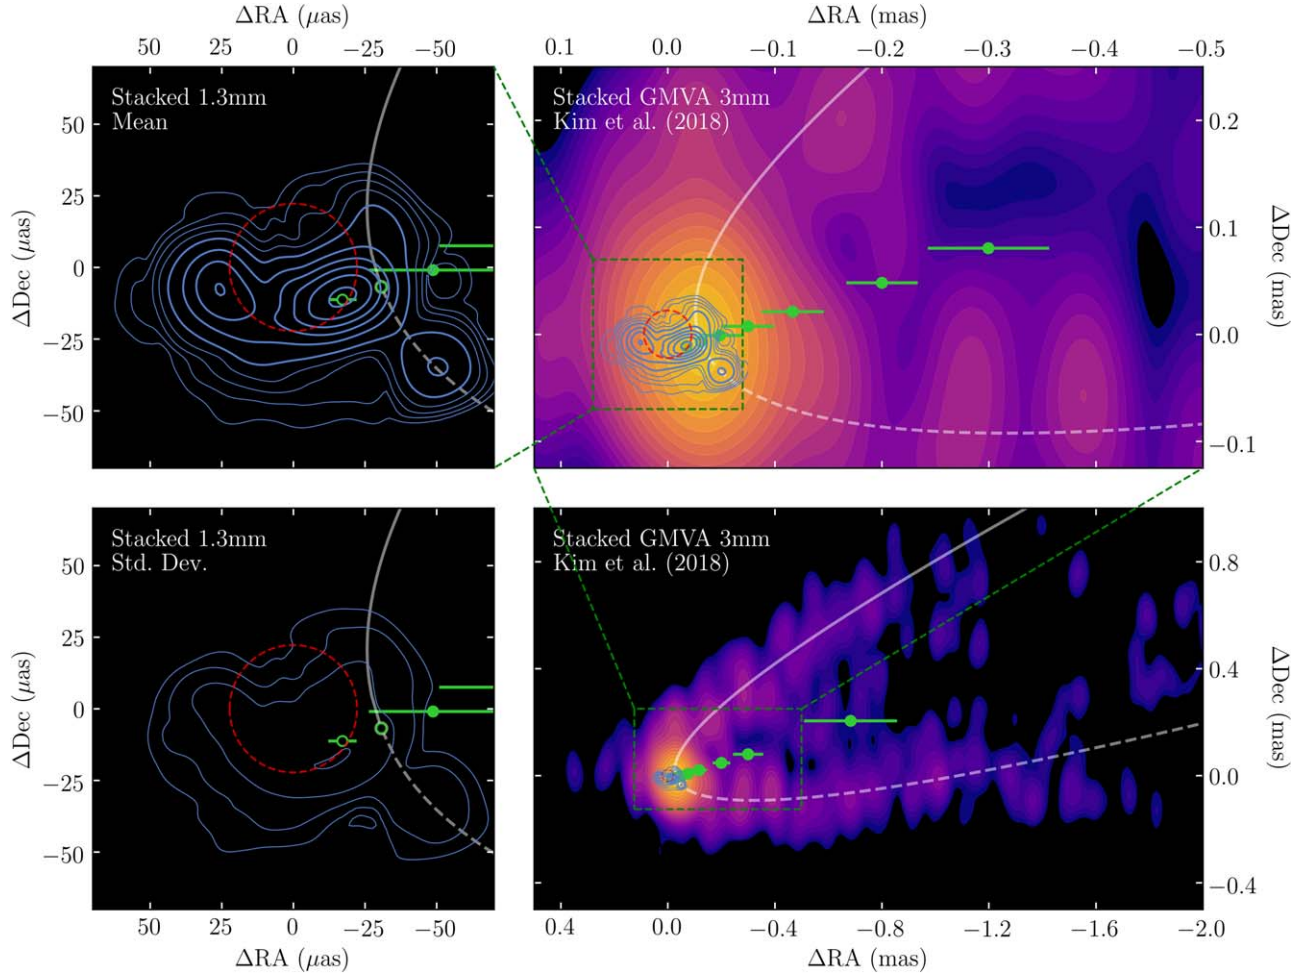 ΔRA (μas)
ΔRA (mas)
50 25 0 −25 −50
0.1 0.0 −0.1 −0.2 −0.3 −0.4 −0.5
Stacked 1.3mm
Mean
Stacked GMVA 3mm
Kim et al. (2018)
ΔDec (μas)
50
25
0
−25
−50
0.2
0.1
0.0
−0.1
ΔDec (mas)
Stacked 1.3mm
Std. Dev.
Stacked GMVA 3mm
Kim et al. (2018)
ΔDec (μas)
50
25
0
−25
−50
0.8
0.4
0.0
−0.4
ΔDec (mas)
50 25 0 −25 −50
0.4 0.0 −0.4 −0.8 −1.2 −1.6 −2.0
ΔRA (μas)
ΔRA (mas)